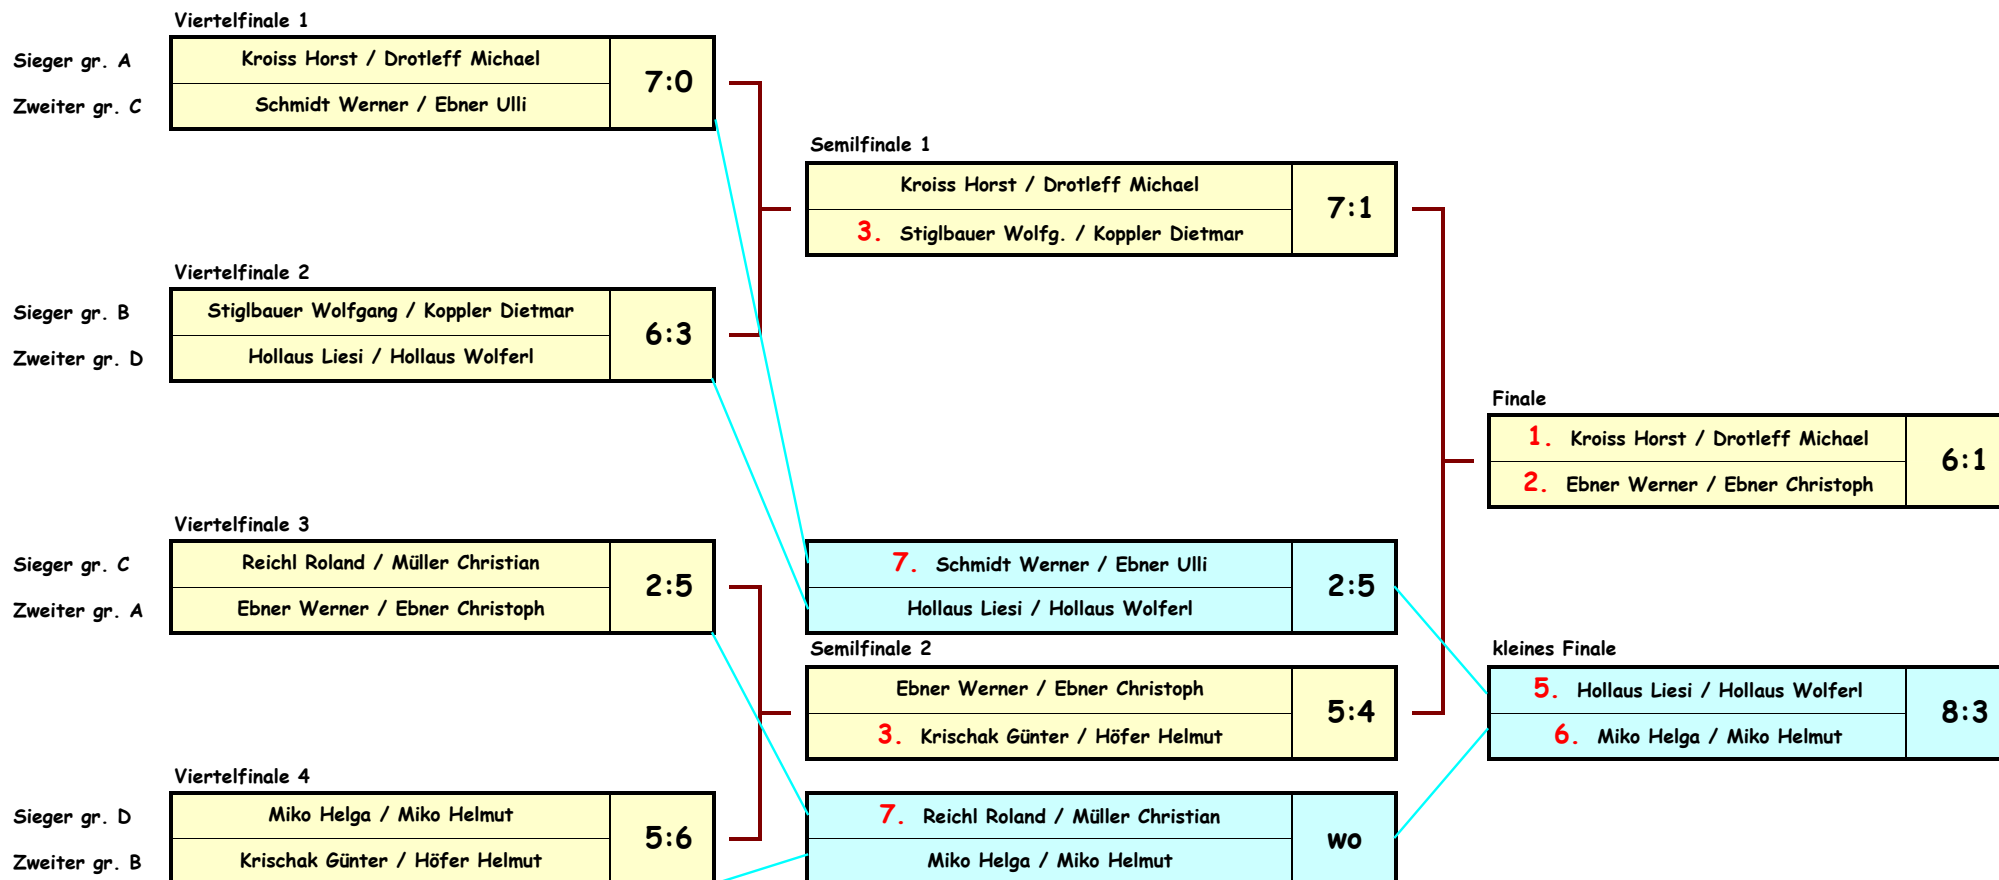 Viertelfinale 1
Sieger gr. A
Kroiss Horst / Drotleff Michael
7:0
Zweiter gr. C
Schmidt Werner / Ebner Ulli
Semilfinale 1
Kroiss Horst / Drotleff Michael
7:1
3. Stiglbauer Wolfg. / Koppler Dietmar
Viertelfinale 2
Sieger gr. B
Stiglbauer Wolfgang / Koppler Dietmar
6:3
Zweiter gr. D
Hollaus Liesi / Hollaus Wolferl
Finale
1. Kroiss Horst / Drotleff Michael
6:1
2. Ebner Werner / Ebner Christoph
Viertelfinale 3
Sieger gr. C
Reichl Roland / Müller Christian
2:5
Zweiter gr. A
Ebner Werner / Ebner Christoph
7. Schmidt Werner / Ebner Ulli
2:5
Hollaus Liesi / Hollaus Wolferl
Semilfinale 2
Ebner Werner / Ebner Christoph
5:4
3. Krischak Günter / Höfer Helmut
kleines Finale
5. Hollaus Liesi / Hollaus Wolferl
8:3
6. Miko Helga / Miko Helmut
Viertelfinale 4
Sieger gr. D
Miko Helga / Miko Helmut
5:6
Zweiter gr. B
Krischak Günter / Höfer Helmut
7. Reichl Roland / Müller Christian
wo
Miko Helga / Miko Helmut